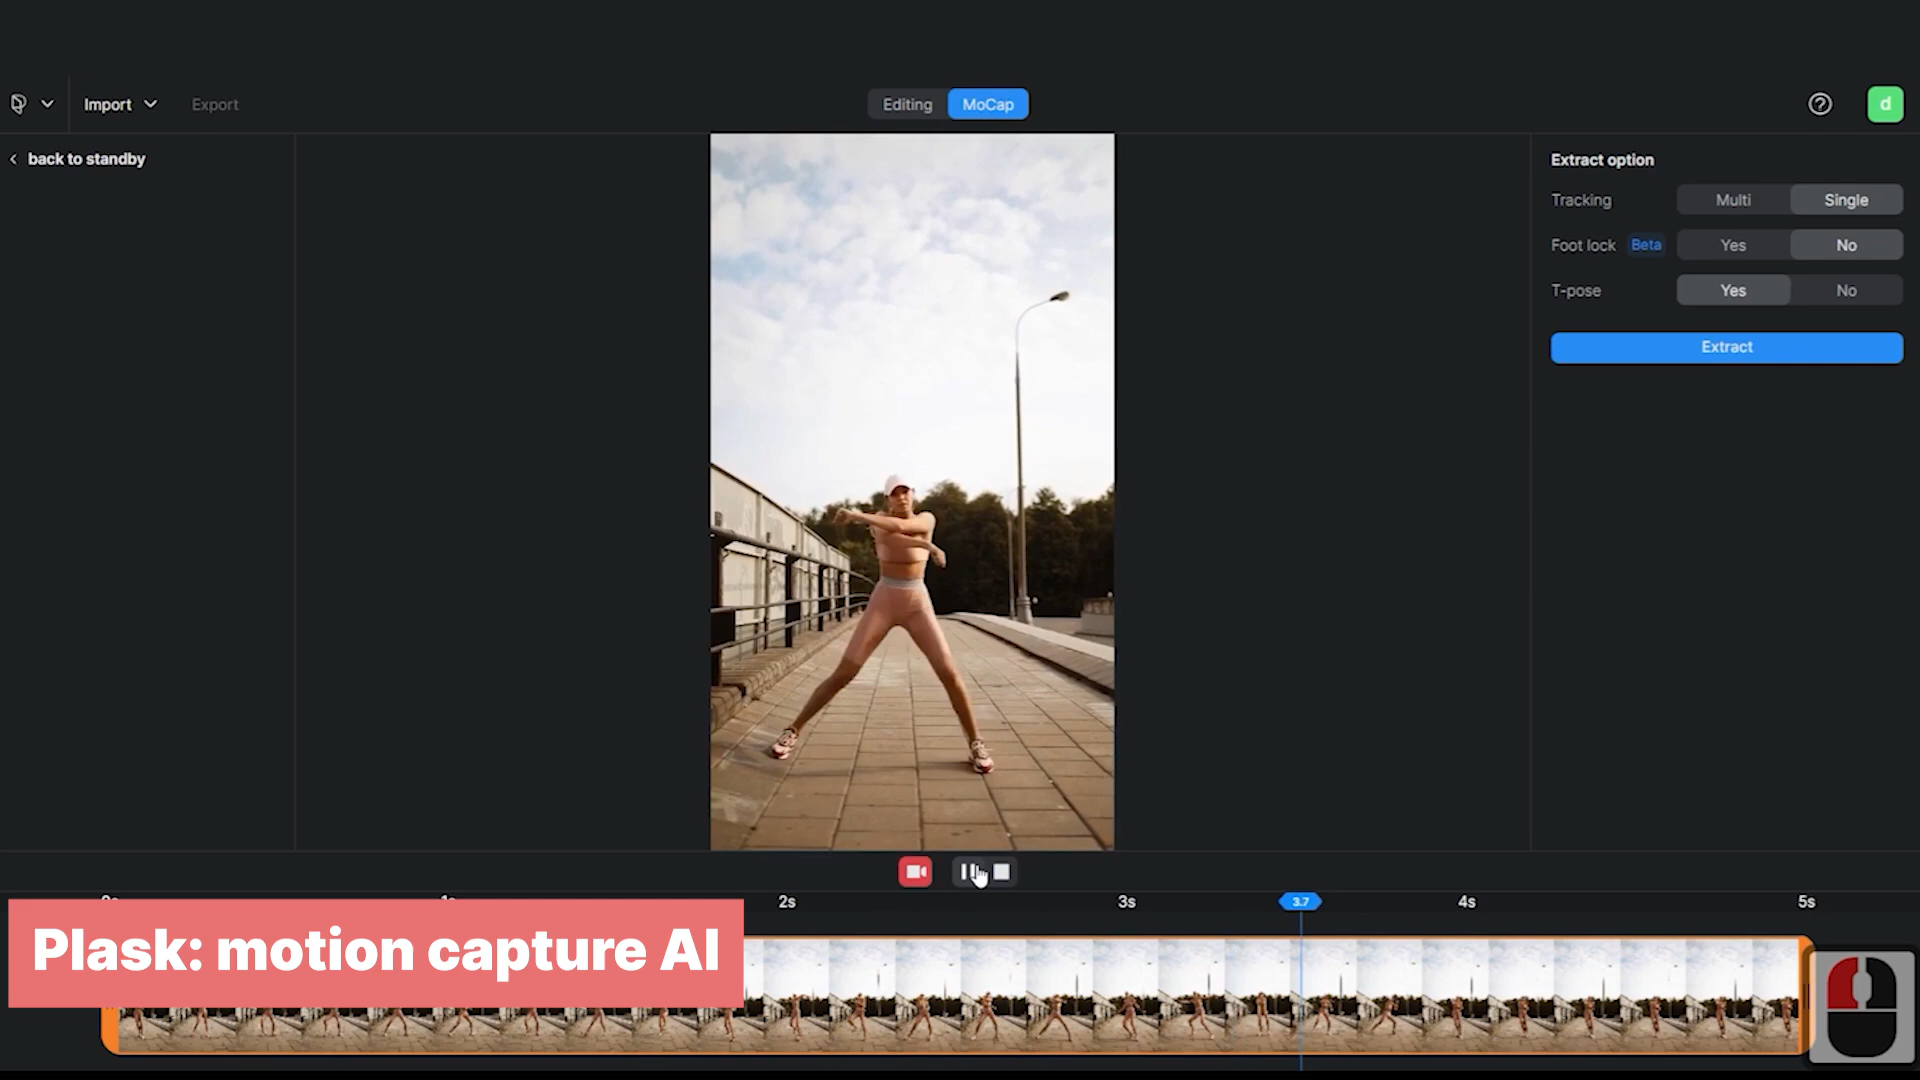 Import
Export
Editing
MoCap
d
back to standby
Extract option
Tracking
Multi
Single
Foot lock
Beta
Yes
No
T-pose
Yes
No
Extract
2s
3s
3.7
4s
5s
Plask: motion capture AI